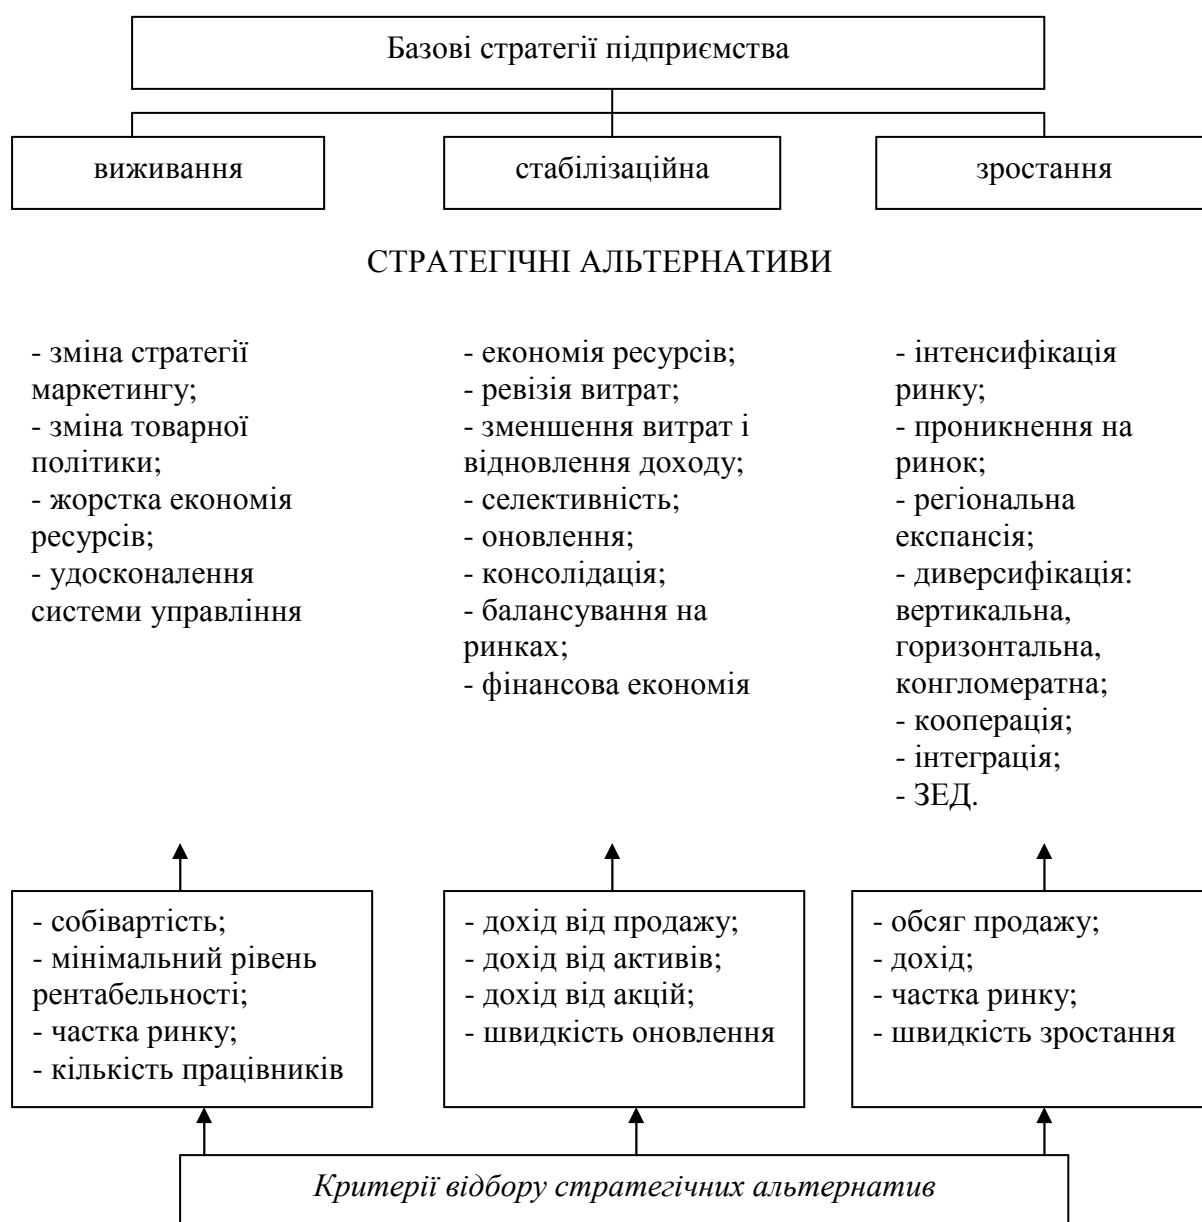 Базові стратегії підприємства
виживання
стабілізаційна
зростання
СТРАТЕГІЧНІ АЛЬТЕРНАТИВИ
- зміна стратегії
маркетингу;
- зміна товарної
політики;
- жорстка економія
ресурсів;
- удосконалення
системи управління
- економія ресурсів;
- ревізія витрат;
- зменшення витрат і
відновлення доходу;
- селективність;
- оновлення;
- консолідація;
- балансування на
ринках;
- фінансова економія
- інтенсифікація
ринку;
- проникнення на
ринок;
- регіональна
експансія;
- диверсифікація:
вертикальна,
горизонтальна,
конгломератна;
- кооперація;
- інтеграція;
- ЗЕД.
- собівартість;
- мінімальний рівень
рентабельності;
- частка ринку;
- кількість працівників
- дохід від продажу;
- дохід від активів;
- дохід від акцій;
- швидкість оновлення
- обсяг продажу;
- дохід;
- частка ринку;
- швидкість зростання
Критерії відбору стратегічних альтернатив